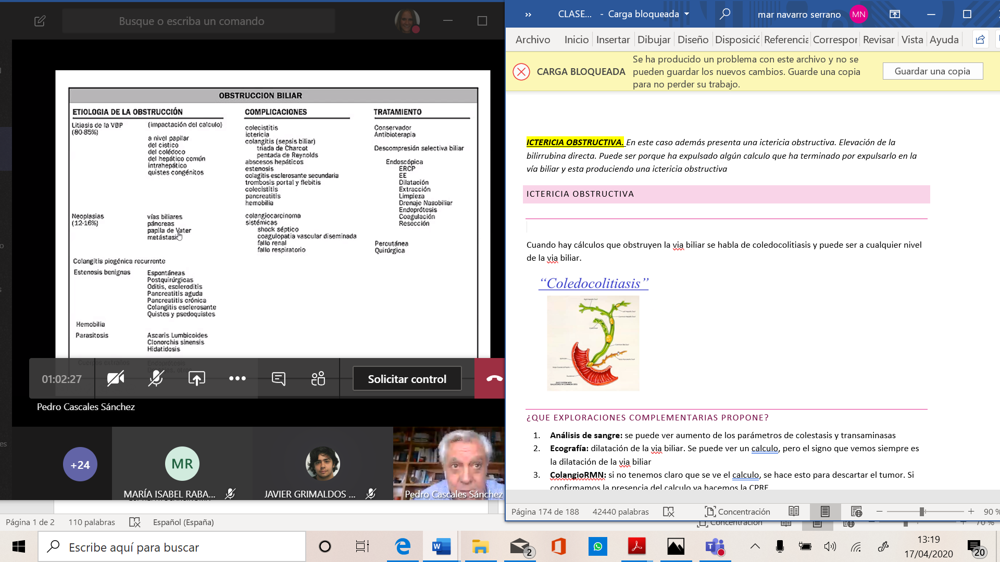 Busque o escriba un comando
OBSTRUCCION BILIAR
ETIOLOGIA DE LA OBSTRUCCIÓN
Litiasis de la VBP
(80-85%)
(impactación del calculo)
a nivel papilar
del cistico
del colédoco
del hepático común
intrahepático
quistes congénitos
Neoplasias
(12-16%)
vías biliares
páncreas
papila de Vater
metástasis
Colangitis piogénica recurrente
Estenosis benignas
Espontáneas
Postquirúrgicas
Oditis, escleroditis
Pancreatitis aguda
Pancreatitis crónica
Colangitis esclerosante
Quistes y psedoquistes
Hemobilia
Parasitosis
Ascaris Lumbicoides
Clonorchis sinensis
Hidatidosis
Cuerpos extraños
Endoprótesis
COMPLICACIONES
colecistitis
ictericia
colangitis (sepsis biliar)
triada de Charcot
pentada de Reynolds
abscesos hepáticos
estenosis
colagitis esclerosante secundaria
trombosis portal y flebitis
colecistitis
pancreatitis
hemobilia
colangiocarcinoma
sistémicas
shock séptico
coagulopatia vascular diseminada
fallo renal
fallo respiratorio
TRATAMIENTO
Conservador
Antibioterapia
Descompresión selectiva biliar
Endoscópica
ERCP
EE
Dilatación
Extracción
Limpieza
Drenaje Nasobiliar
Endoprótesis
Coagulación
Resección
Percutánea
Quirúrgica
01:02:27
Solicitar control
Pedro Cascales Sánchez
+24
MR
MARÍA ISABEL RABA...
JAVIER GRIMALDOS ...
Pedro Cascales Sánchez
Página 1 de 2 110 palabras Español (España)
CLASE... - Carga bloqueada
mar navarro serrano MN
Archivo Inicio Insertar Dibujar Diseño Disposicić Referencia Correspor Revisar Vista Ayuda
CARGA BLOQUEADA
Se ha producido un problema con este archivo y no se
pueden guardar los nuevos cambios. Guarde una copia
para no perder su trabajo.
Guardar una copia
ICTERICIA OBSTRUCTIVA. En este caso además presenta una ictericia obstructiva. Elevación de la
bilirrubina directa. Puede ser porque ha expulsado algún calculo que ha terminado por expulsarlo en la
vía biliar y esta produciendo una ictericia obstructiva
ICTERICIA OBSTRUCTIVA
Cuando hay cálculos que obstruyen la via biliar se habla de coledocolitiasis y puede ser a cualquier nivel
de la via biliar.
“Coledocolitiasis”
¿QUE EXPLORACIONES COMPLEMENTARIAS PROPONE?
1. Análisis de sangre: se puede ver aumento de los parámetros de colestasis y transaminasas
2. Ecografía: dilatación de la via biliar. Se puede ver un calculo, pero el signo que vemos siempre es
la dilatación de la via biliar
3. ColangioRMN: si no tenemos claro que se ve el calculo, se hace esto para descartar el tumor. Si
confirmamos la presencia del calculo ya hacemos la CPRE
Página 174 de 188 42440 palabras Concentración 90 %
Concentración 70 %
Escribe aquí para buscar
2
13:19
17/04/2020
20